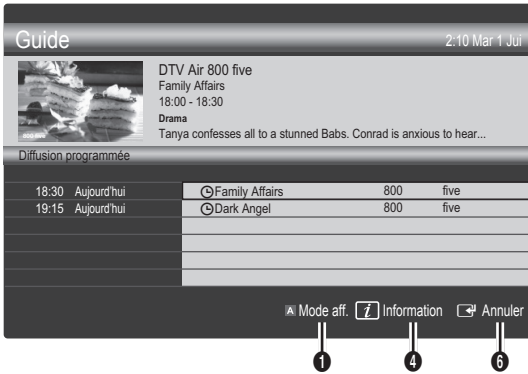 Guide
2:10 Mar 1 Jui
DTV Air 800 five
Family Affairs
18:00 - 18:30
Drama
Tanya confesses all to a stunned Babs. Conrad is anxious to hear...
800 five
Diffusion programmée
18:30 Aujourd'hui Family Affairs 800 five
19:15 Aujourd'hui Dark Angel 800 five
A Mode aff. i Information Annuler
1 4 6